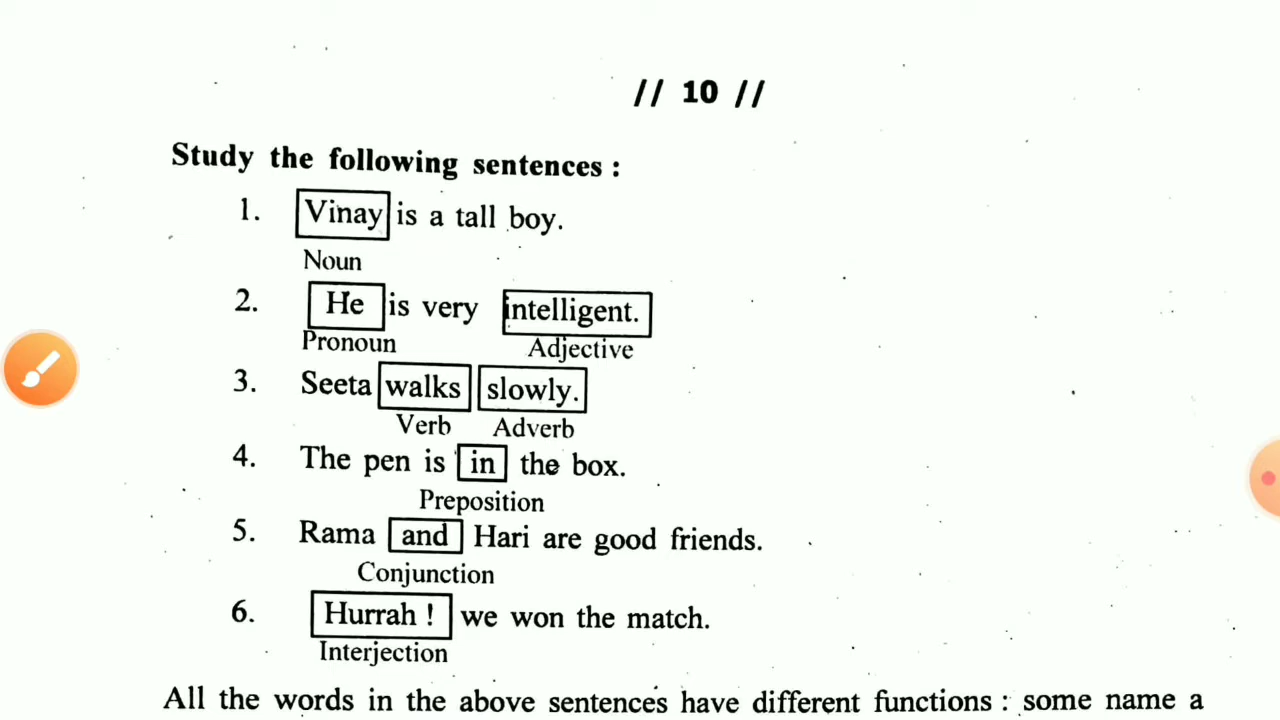 // 10 //
Study the following sentences :
1. Vinay is a tall boy.
Noun
2. He is very intelligent.
Pronoun Adjective
3. Seeta walks slowly.
Verb Adverb
4. The pen is in the box.
Preposition
5. Rama and Hari are good friends.
Conjunction
6. Hurrah ! we won the match.
Interjection
All the words in the above sentences have different functions : some name a